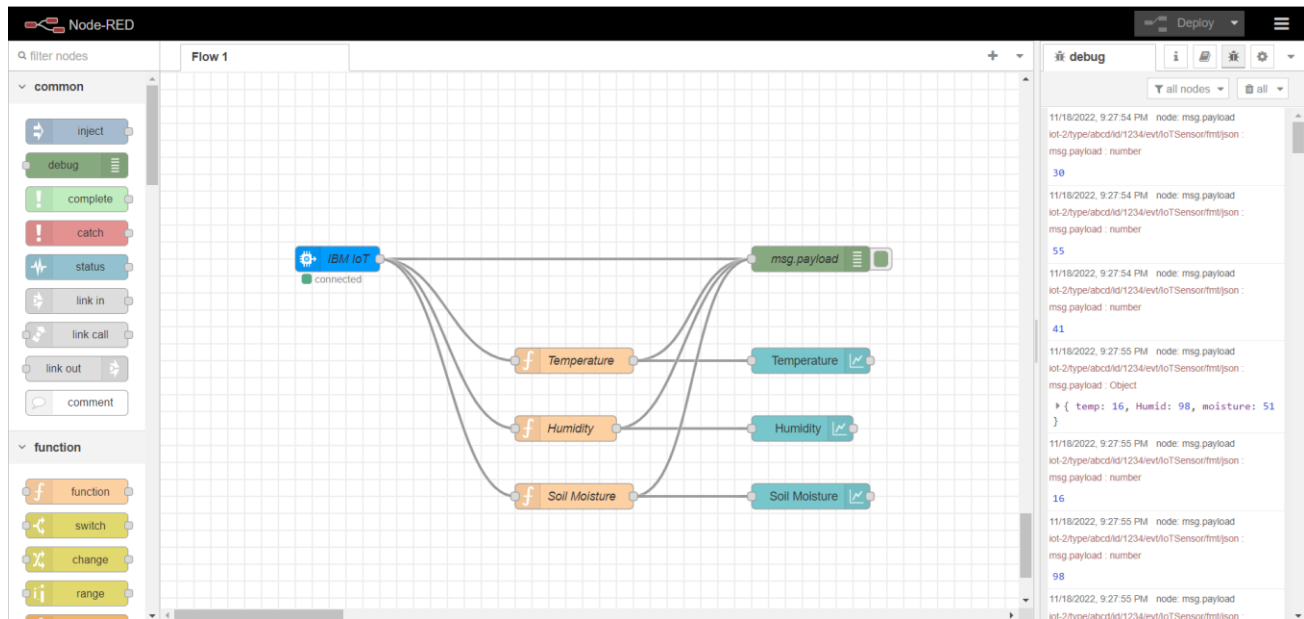 Node-RED
Deploy
filter nodes
common
inject
debug
complete
catch
status
link in
link call
link out
comment
function
function
switch
change
range
Flow 1
IBM IoT
connected
msg.payload
Temperature
Temperature
Humidity
Humidity
Soil Moisture
Soil Moisture
debug
all nodes
all
11/18/2022, 9:27:54 PM node: msg.payload
iot-2/type/abcd/id/1234/evt/IoTSensor/fmt/json :
msg.payload : number
30
11/18/2022, 9:27:54 PM node: msg.payload
iot-2/type/abcd/id/1234/evt/IoTSensor/fmt/json :
msg.payload : number
55
11/18/2022, 9:27:54 PM node: msg.payload
iot-2/type/abcd/id/1234/evt/IoTSensor/fmt/json :
msg.payload : number
41
11/18/2022, 9:27:55 PM node: msg.payload
iot-2/type/abcd/id/1234/evt/IoTSensor/fmt/json :
msg.payload : Object
{ temp: 16, Humid: 98, moisture: 51
}
11/18/2022, 9:27:55 PM node: msg.payload
iot-2/type/abcd/id/1234/evt/IoTSensor/fmt/json :
msg.payload : number
16
11/18/2022, 9:27:55 PM node: msg.payload
iot-2/type/abcd/id/1234/evt/IoTSensor/fmt/json :
msg.payload : number
98
11/18/2022, 9:27:55 PM node: msg.payload
iot-2/type/abcd/id/1234/evt/IoTSensor/fmt/json :